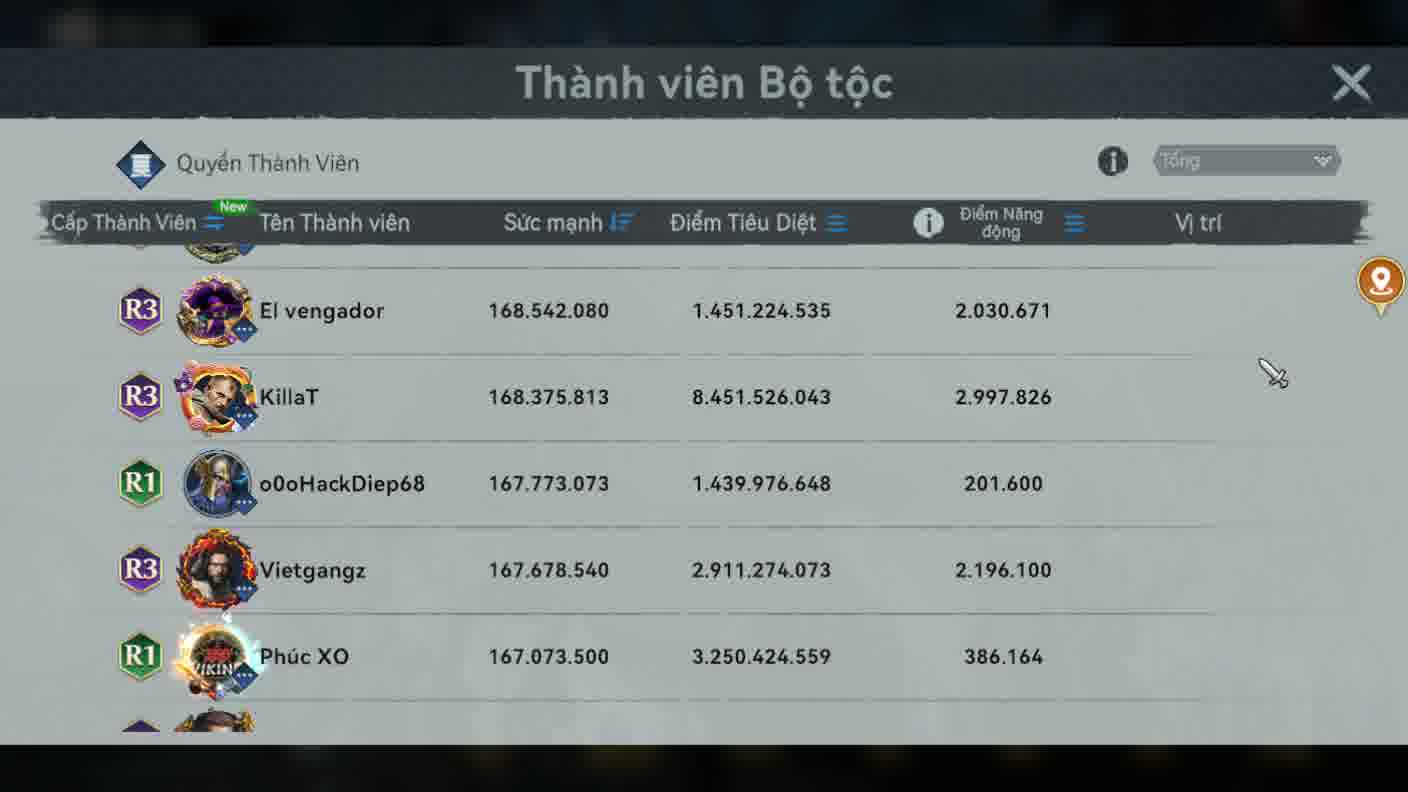 Thành viên Bộ tộc
Quyển Thành Viên
Tổng
Cấp Thành Viên New Tên Thành viên Sức mạnh Điểm Tiêu Diệt Điểm Năng động Vị trí
R3 El vengador 168.542.080 1.451.224.535 2.030.671
R3 KillaT 168.375.813 8.451.526.043 2.997.826
R1 o0oHackDiep68 167.773.073 1.439.976.648 201.600
R3 Vietgangz 167.678.540 2.911.274.073 2.196.100
R1 Phúc XO 167.073.500 3.250.424.559 386.164